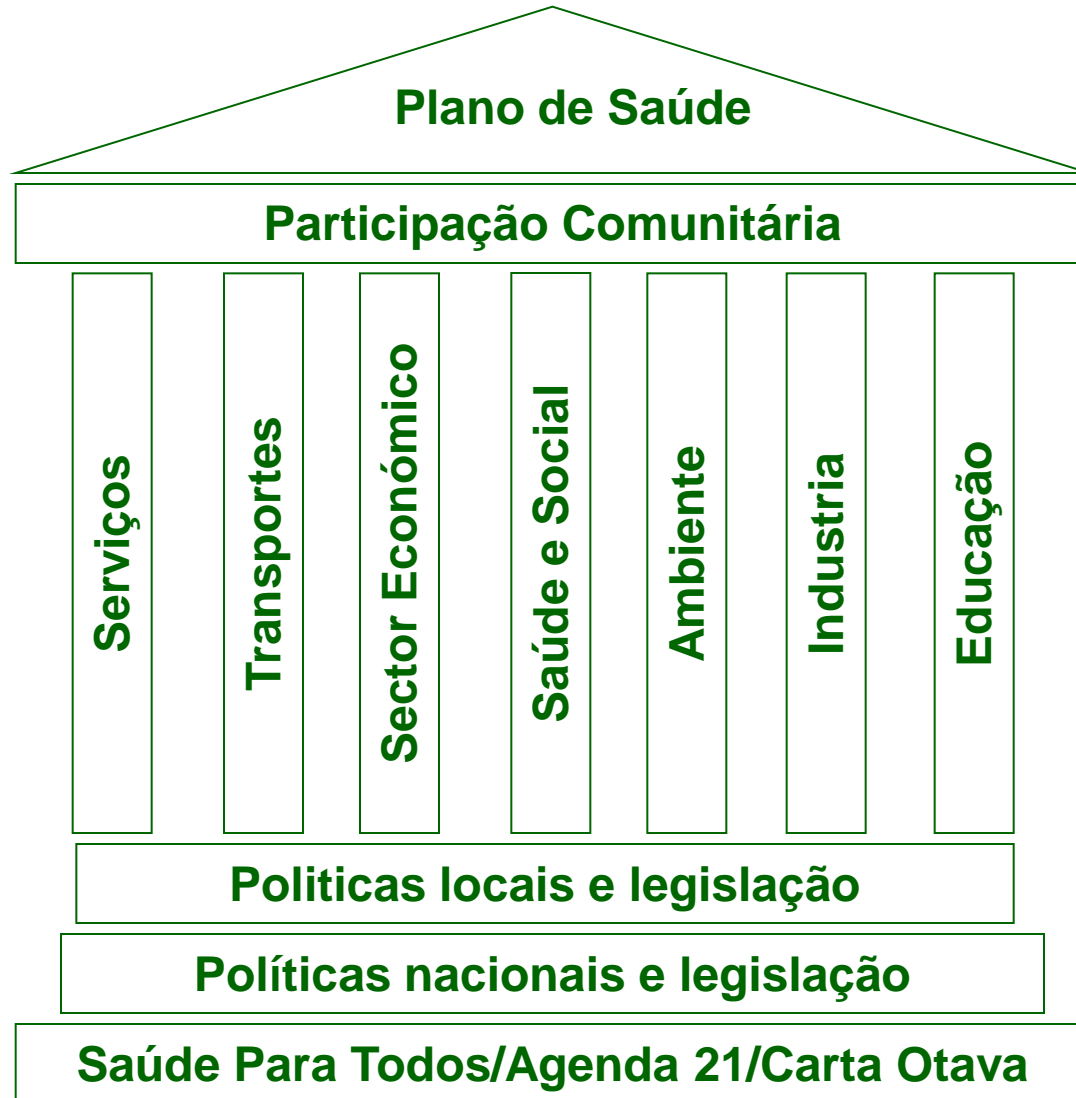 Plano de Saúde
Participação Comunitária
Serviços
Transportes
Sector Económico
Saúde e Social
Ambiente
Industria
Educação
Politicas locais e legislação
Políticas nacionais e legislação
Saúde Para Todos/Agenda 21/Carta Otava